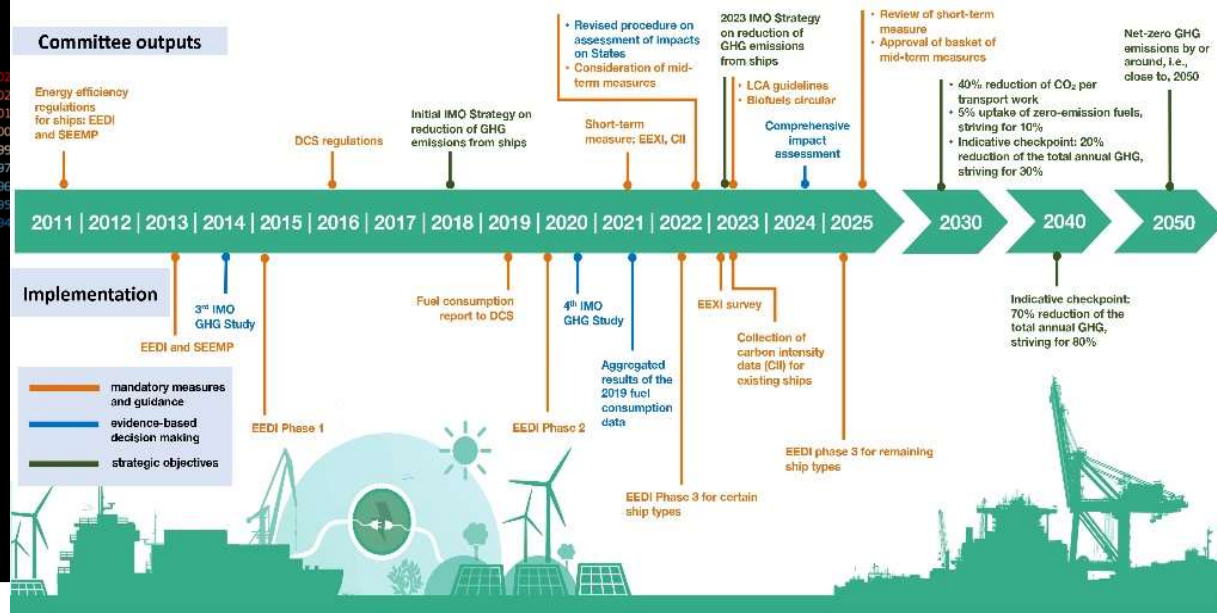 Committee outputs
Energy efficiency
regulations
for ships: EEDI
and SEEMP
DCS regulations
Initial IMO Strategy on
reduction of GHG
emissions from ships
• Revised procedure on
assessment of impacts
on States
• Consideration of mid-
term measures
Short-term
measure: EEXI, CII
2023 IMO Strategy
on reduction of
GHG emissions
from ships
• LCA guidelines
• Biofuels circular
Comprehensive
impact
assessment
• Review of short-term
measure
• Approval of basket of
mid-term measures
• 40% reduction of CO₂ per
transport work
• 5% uptake of zero-emission fuels,
striving for 10%
• Indicative checkpoint: 20%
reduction of the total annual GHG,
striving for 30%
Net-zero GHG
emissions by or
around, i.e.,
close to, 2050
2011 | 2012 | 2013 | 2014 | 2015 | 2016 | 2017 | 2018 | 2019 | 2020 | 2021 | 2022 | 2023 | 2024 | 2025 2030 2040 2050
Implementation
EEDI and SEEMP
3rd IMO
GHG Study
EEDI Phase 1
Fuel consumption
report to DCS
EEDI Phase 2
4th IMO
GHG Study
Aggregated
results of the
2019 fuel
consumption
data
EEDI Phase 3 for certain
ship types
EEXI survey
Collection of
carbon intensity
data (CII) for
existing ships
EEDI phase 3 for remaining
ship types
Indicative checkpoint:
70% reduction of the
total annual GHG,
striving for 80%
mandatory measures
and guidance
evidence-based
decision making
strategic objectives